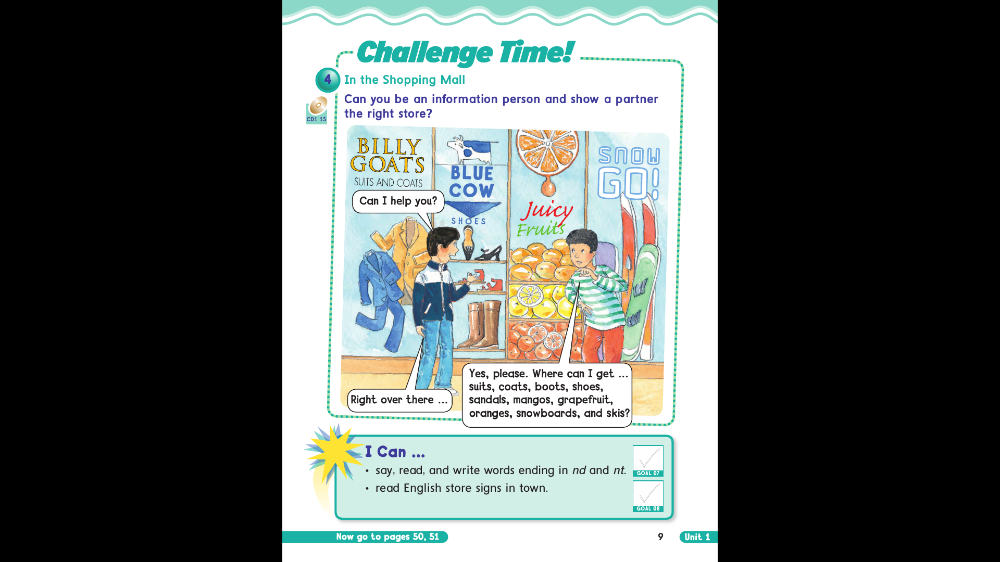 Challenge Time!
4
In the Shopping Mall
CD1 15
Can you be an information person and show a partner
the right store?
BILLY
GOATS
SUITS AND COATS
BLUE
COW
SHOES
Juicy
Fruits
SNOW
GO!
Can I help you?
Yes, please. Where can I get ...
suits, coats, boots, shoes,
sandals, mangos, grapefruit,
oranges, snowboards, and skis?
Right over there ...
I Can ...
• say, read, and write words ending in nd and nt.
GOAL 07
• read English store signs in town.
GOAL 08
Now go to pages 50, 51
9
Unit 1